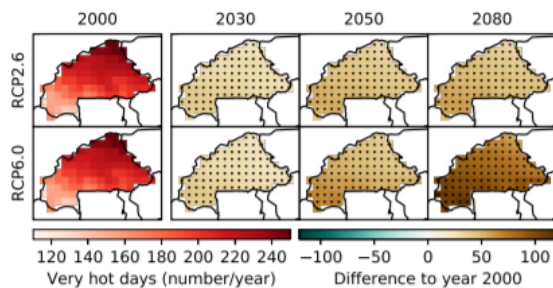 2000 2030 2050 2080
RCP2.6
RCP6.0
120 140 160 180 200 220 240 −100 −50 0 50 100
Very hot days (number/year) Difference to year 2000